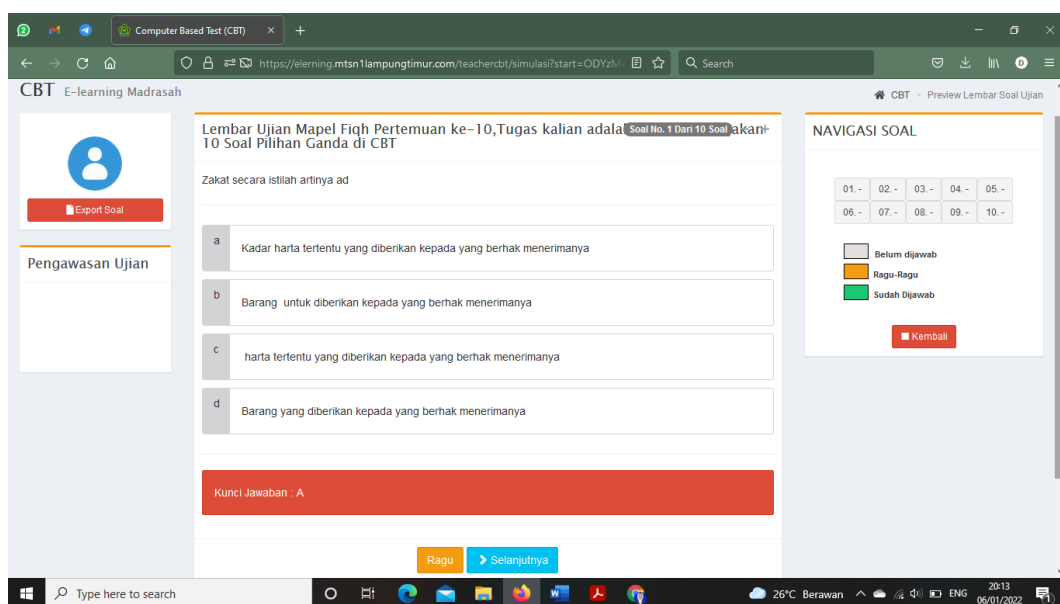 2
Computer Based Test (CBT)
https://elerning.mtsn1lampungtimur.com/teachercbt/simulasi?start=ODYzM
Search
D
CBT E-learning Madrasah
CBT > Preview Lembar Soal Ujian
Export Soal
Pengawasan Ujian
Lembar Ujian Mapel Fiqh Pertemuan ke-10,Tugas kalian adala Soal No. 1 Dari 10 Soal akan+
10 Soal Pilihan Ganda di CBT
Zakat secara istilah artinya ad
a Kadar harta tertentu yang diberikan kepada yang berhak menerimanya
b Barang untuk diberikan kepada yang berhak menerimanya
c harta tertentu yang diberikan kepada yang berhak menerimanya
d Barang yang diberikan kepada yang berhak menerimanya
Kunci Jawaban : A
Ragu
Selanjutnya
NAVIGASI SOAL
01. - 02. - 03. - 04. - 05. -
06. - 07. - 08. - 09. - 10. -
Belum dijawab
Ragu-Ragu
Sudah Dijawab
Kembali
Type here to search
26°C Berawan
ENG
20:13
06/01/2022